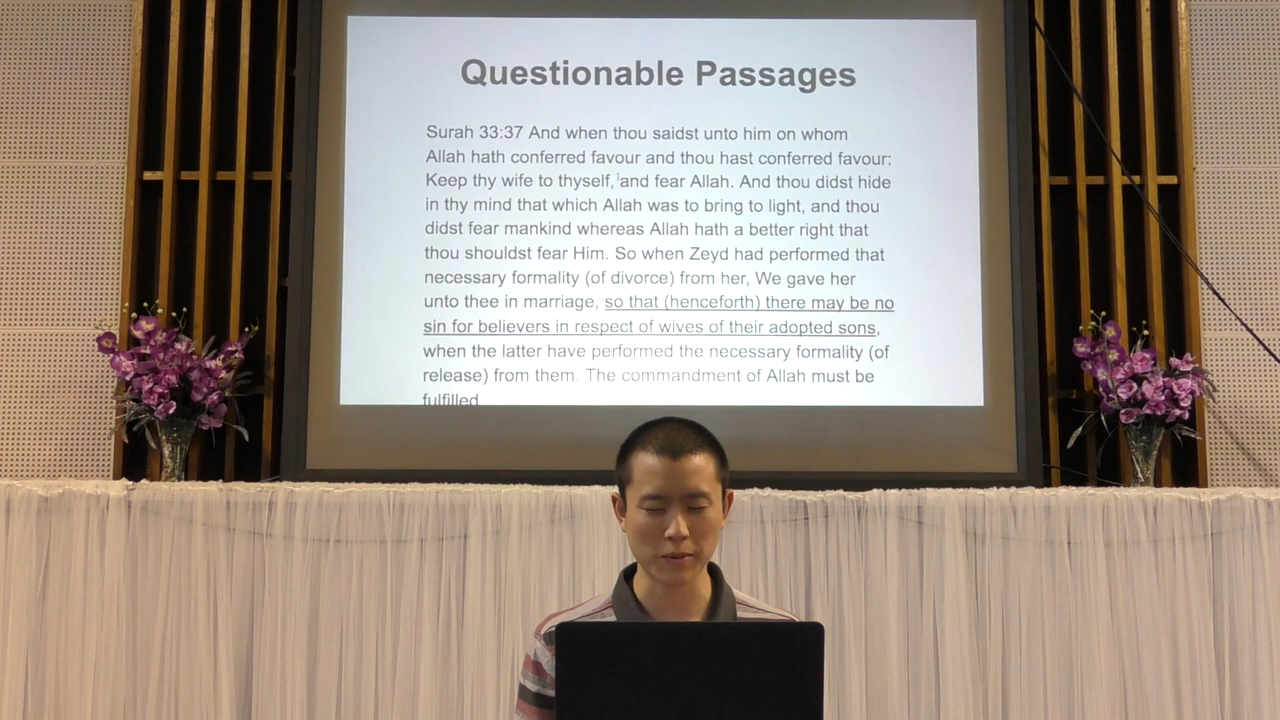 Questionable Passages
Surah 33:37 And when thou saidst unto him on whom
Allah hath conferred favour and thou hast conferred favour:
Keep thy wife to thyself, and fear Allah. And thou didst hide
in thy mind that which Allah was to bring to light, and thou
didst fear mankind whereas Allah hath a better right that
thou shouldst fear Him. So when Zeyd had performed that
necessary formality (of divorce) from her, We gave her
unto thee in marriage, so that (henceforth) there may be no
sin for believers in respect of wives of their adopted sons,
when the latter have performed the necessary formality (of
release) from them. The commandment of Allah must be
fulfilled